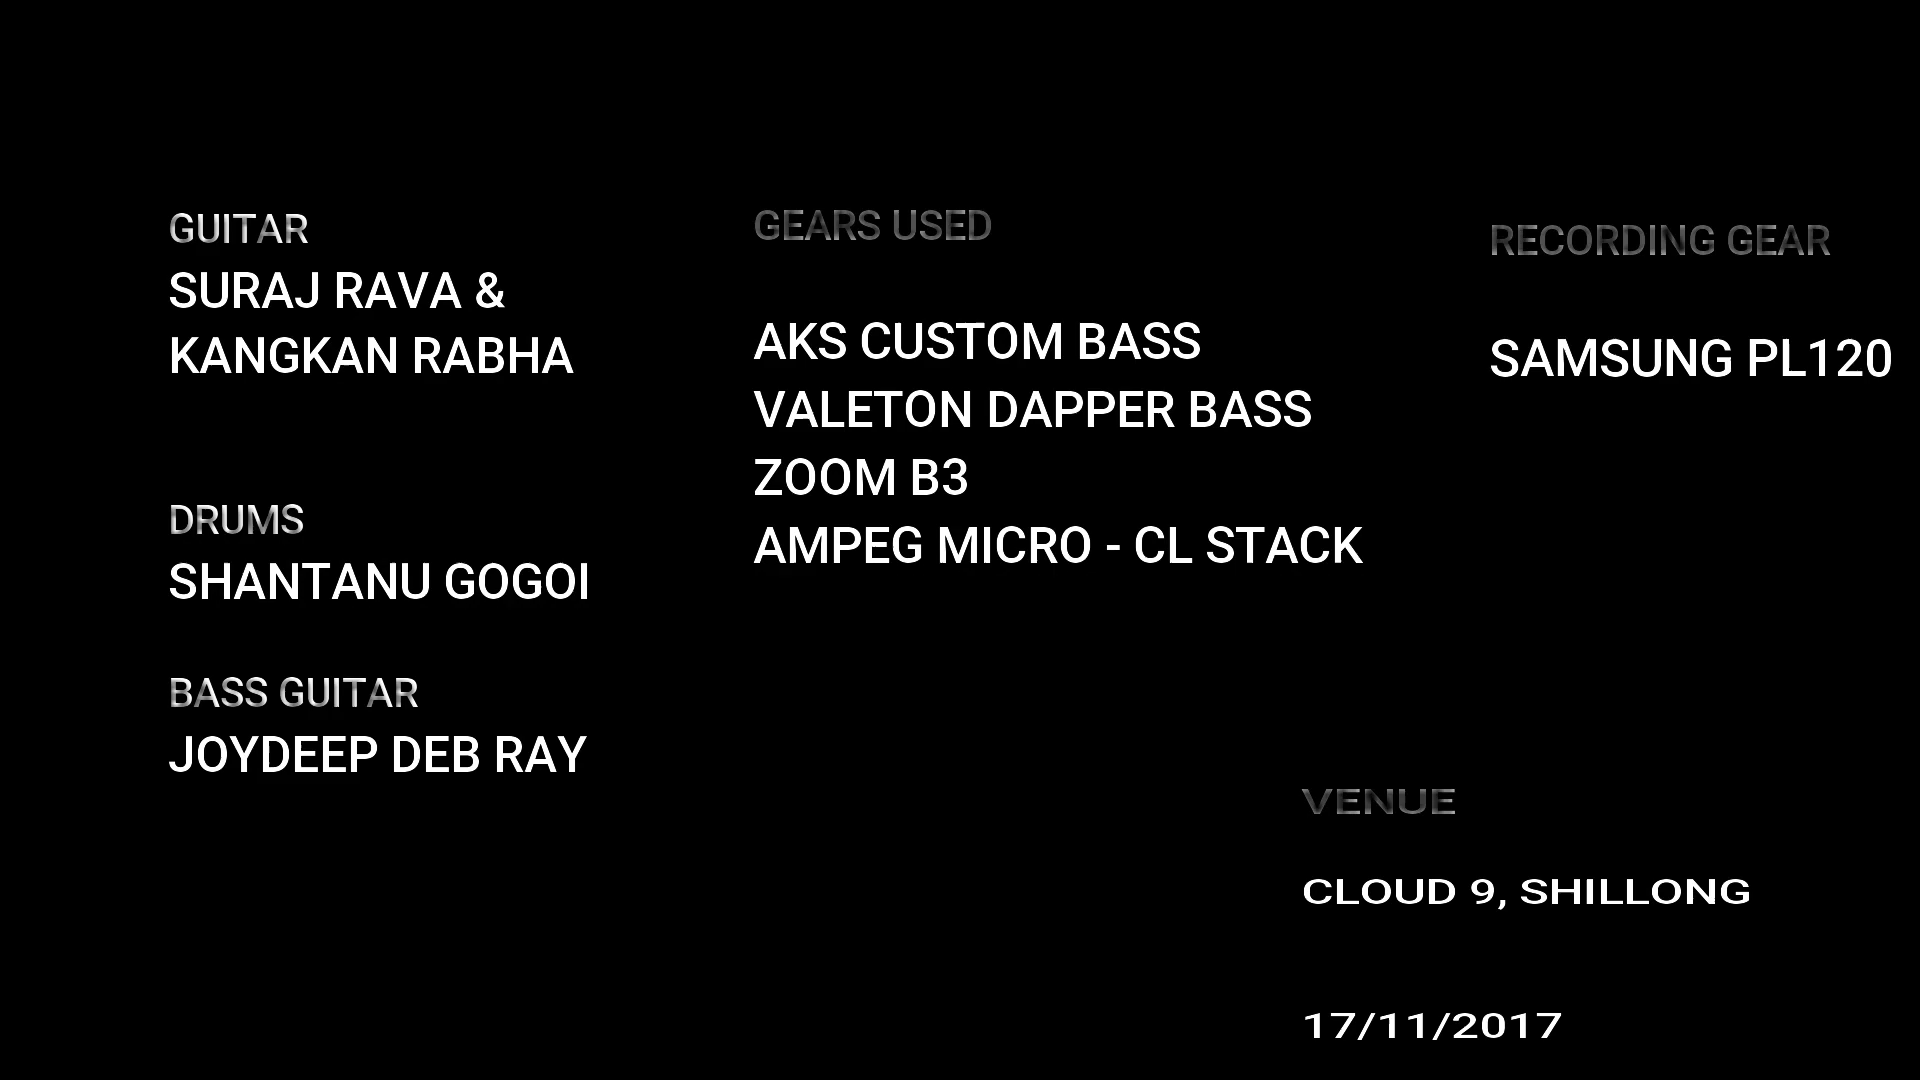 GUITAR
SURAJ RAVA &
KANGKAN RABHA
DRUMS
SHANTANU GOGOI
BASS GUITAR
JOYDEEP DEB RAY
GEARS USED
AKS CUSTOM BASS
VALETON DAPPER BASS
ZOOM B3
AMPEG MICRO - CL STACK
RECORDING GEAR
SAMSUNG PL120
VENUE
CLOUD 9, SHILLONG
17/11/2017